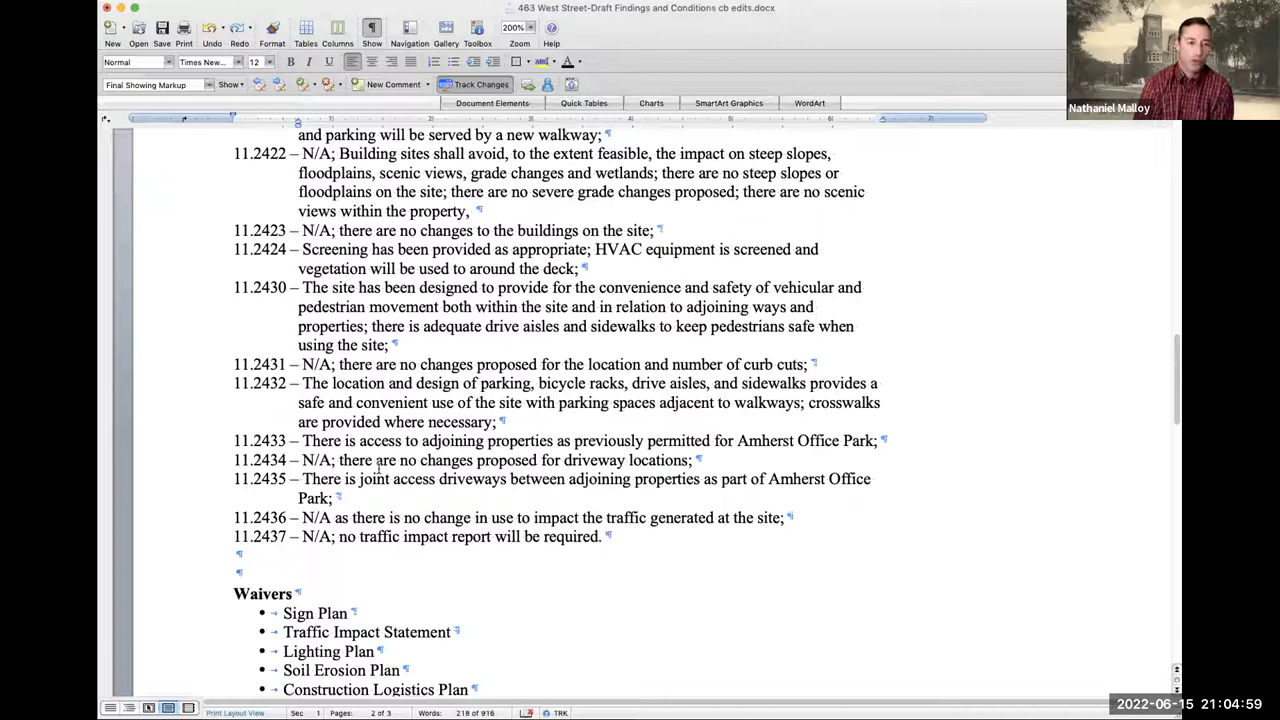 463 West Street-Draft Findings and Conditions cb edits.docx
200%
New Open Save Print Undo Redo Format Tables Columns Show Navigation Gallery Toolbox Zoom Help
Normal Times New... 12 B I U
Final Showing Markup Show New Comment Track Changes
Document Elements Quick Tables Charts SmartArt Graphics WordArt
Nathaniel Malloy
and parking will be served by a new walkway;
11.2422 – N/A; Building sites shall avoid, to the extent feasible, the impact on steep slopes,
floodplains, scenic views, grade changes and wetlands; there are no steep slopes or
floodplains on the site; there are no severe grade changes proposed; there are no scenic
views within the property,
11.2423 – N/A; there are no changes to the buildings on the site;
11.2424 – Screening has been provided as appropriate; HVAC equipment is screened and
vegetation will be used to around the deck;
11.2430 – The site has been designed to provide for the convenience and safety of vehicular and
pedestrian movement both within the site and in relation to adjoining ways and
properties; there is adequate drive aisles and sidewalks to keep pedestrians safe when
using the site;
11.2431 – N/A; there are no changes proposed for the location and number of curb cuts;
11.2432 – The location and design of parking, bicycle racks, drive aisles, and sidewalks provides a
safe and convenient use of the site with parking spaces adjacent to walkways; crosswalks
are provided where necessary;
11.2433 – There is access to adjoining properties as previously permitted for Amherst Office Park;
11.2434 – N/A; there are no changes proposed for driveway locations;
11.2435 – There is joint access driveways between adjoining properties as part of Amherst Office
Park;
11.2436 – N/A as there is no change in use to impact the traffic generated at the site;
11.2437 – N/A; no traffic impact report will be required.
Waivers
• Sign Plan
• Traffic Impact Statement
• Lighting Plan
• Soil Erosion Plan
• Construction Logistics Plan
Print Layout View Sec 1 Pages: 2 of 3 Words: 218 of 916 TRK
2022-06-15 21:04:59